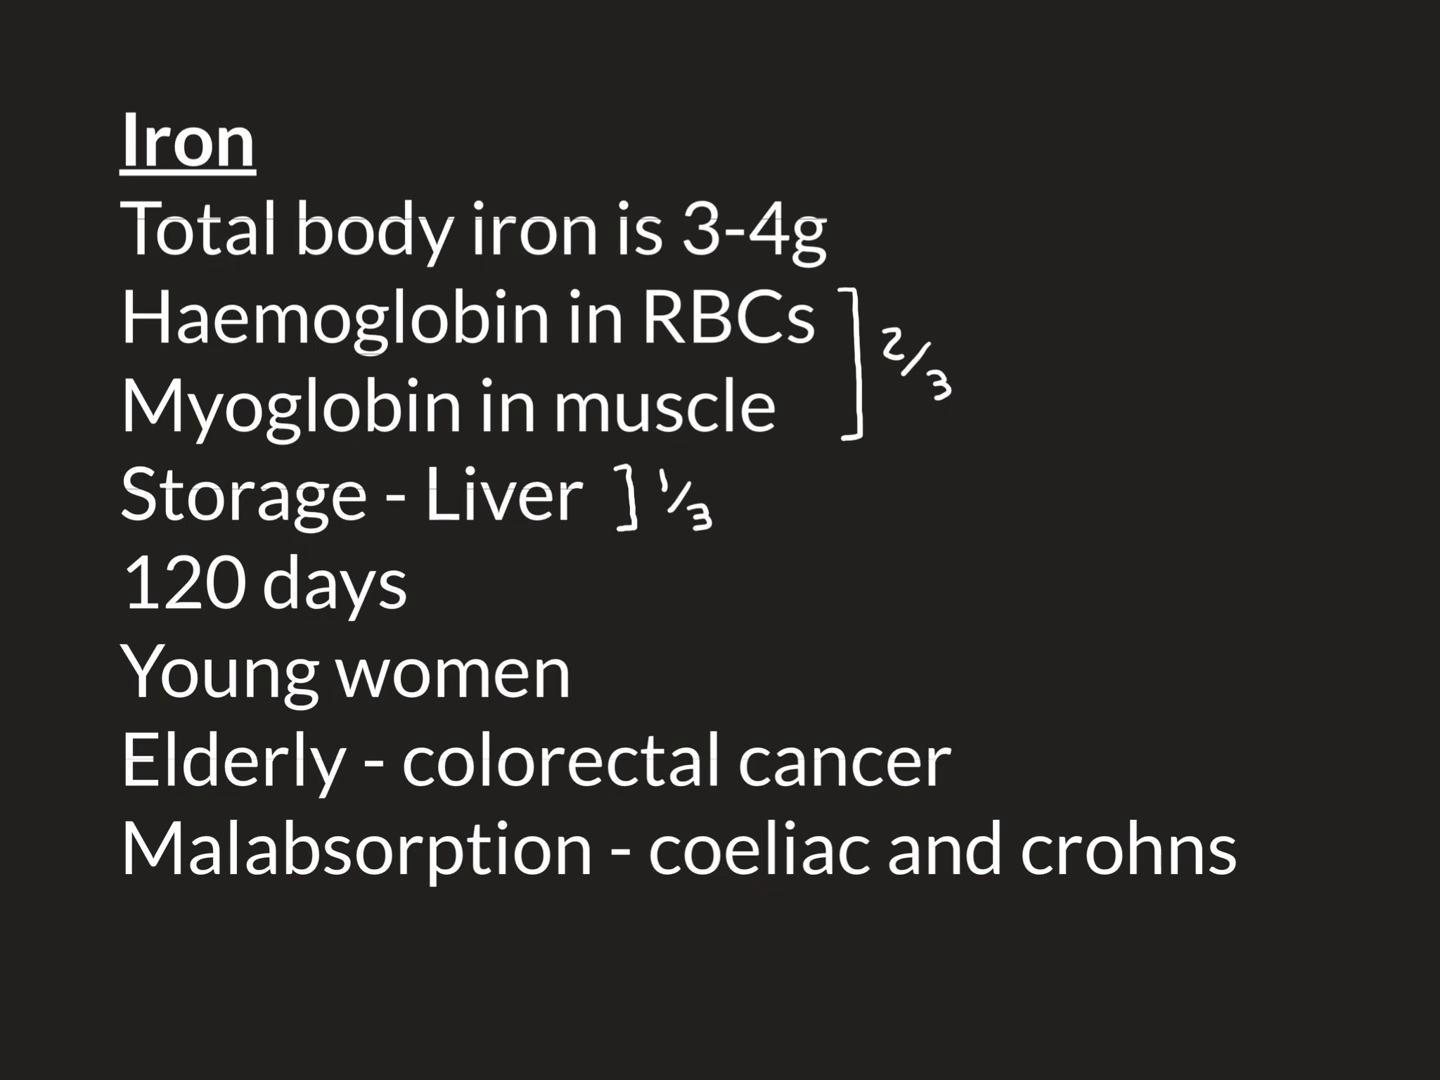 Iron
Total body iron is 3-4g
Haemoglobin in RBCs
Myoglobin in muscle
2/3
Storage - Liver 1/3
120 days
Young women
Elderly - colorectal cancer
Malabsorption - coeliac and crohns